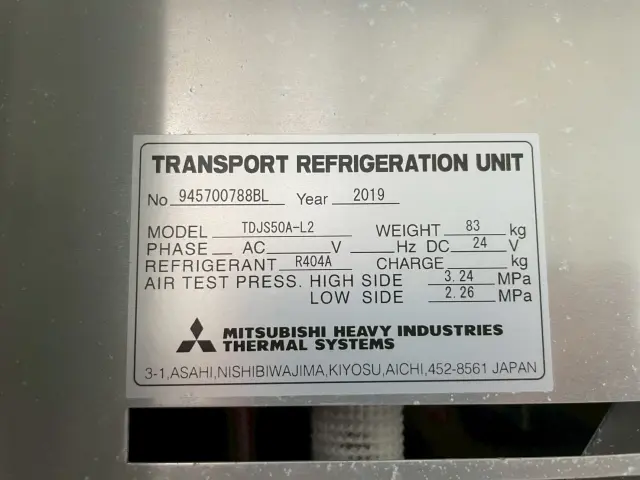 TRANSPORT REFRIGERATION UNIT
No 945700788BL Year 2019
MODEL TDJS50A-L2 WEIGHT 83 kg
PHASE AC V Hz DC 24 V
REFRIGERANT R404A CHARGE kg
AIR TEST PRESS. HIGH SIDE 3.24 MPa
LOW SIDE 2.26 MPa
MITSUBISHI HEAVY INDUSTRIES
THERMAL SYSTEMS
3-1,ASAHI,NISHIBIWAJIMA,KIYOSU,AICHI,452-8561 JAPAN